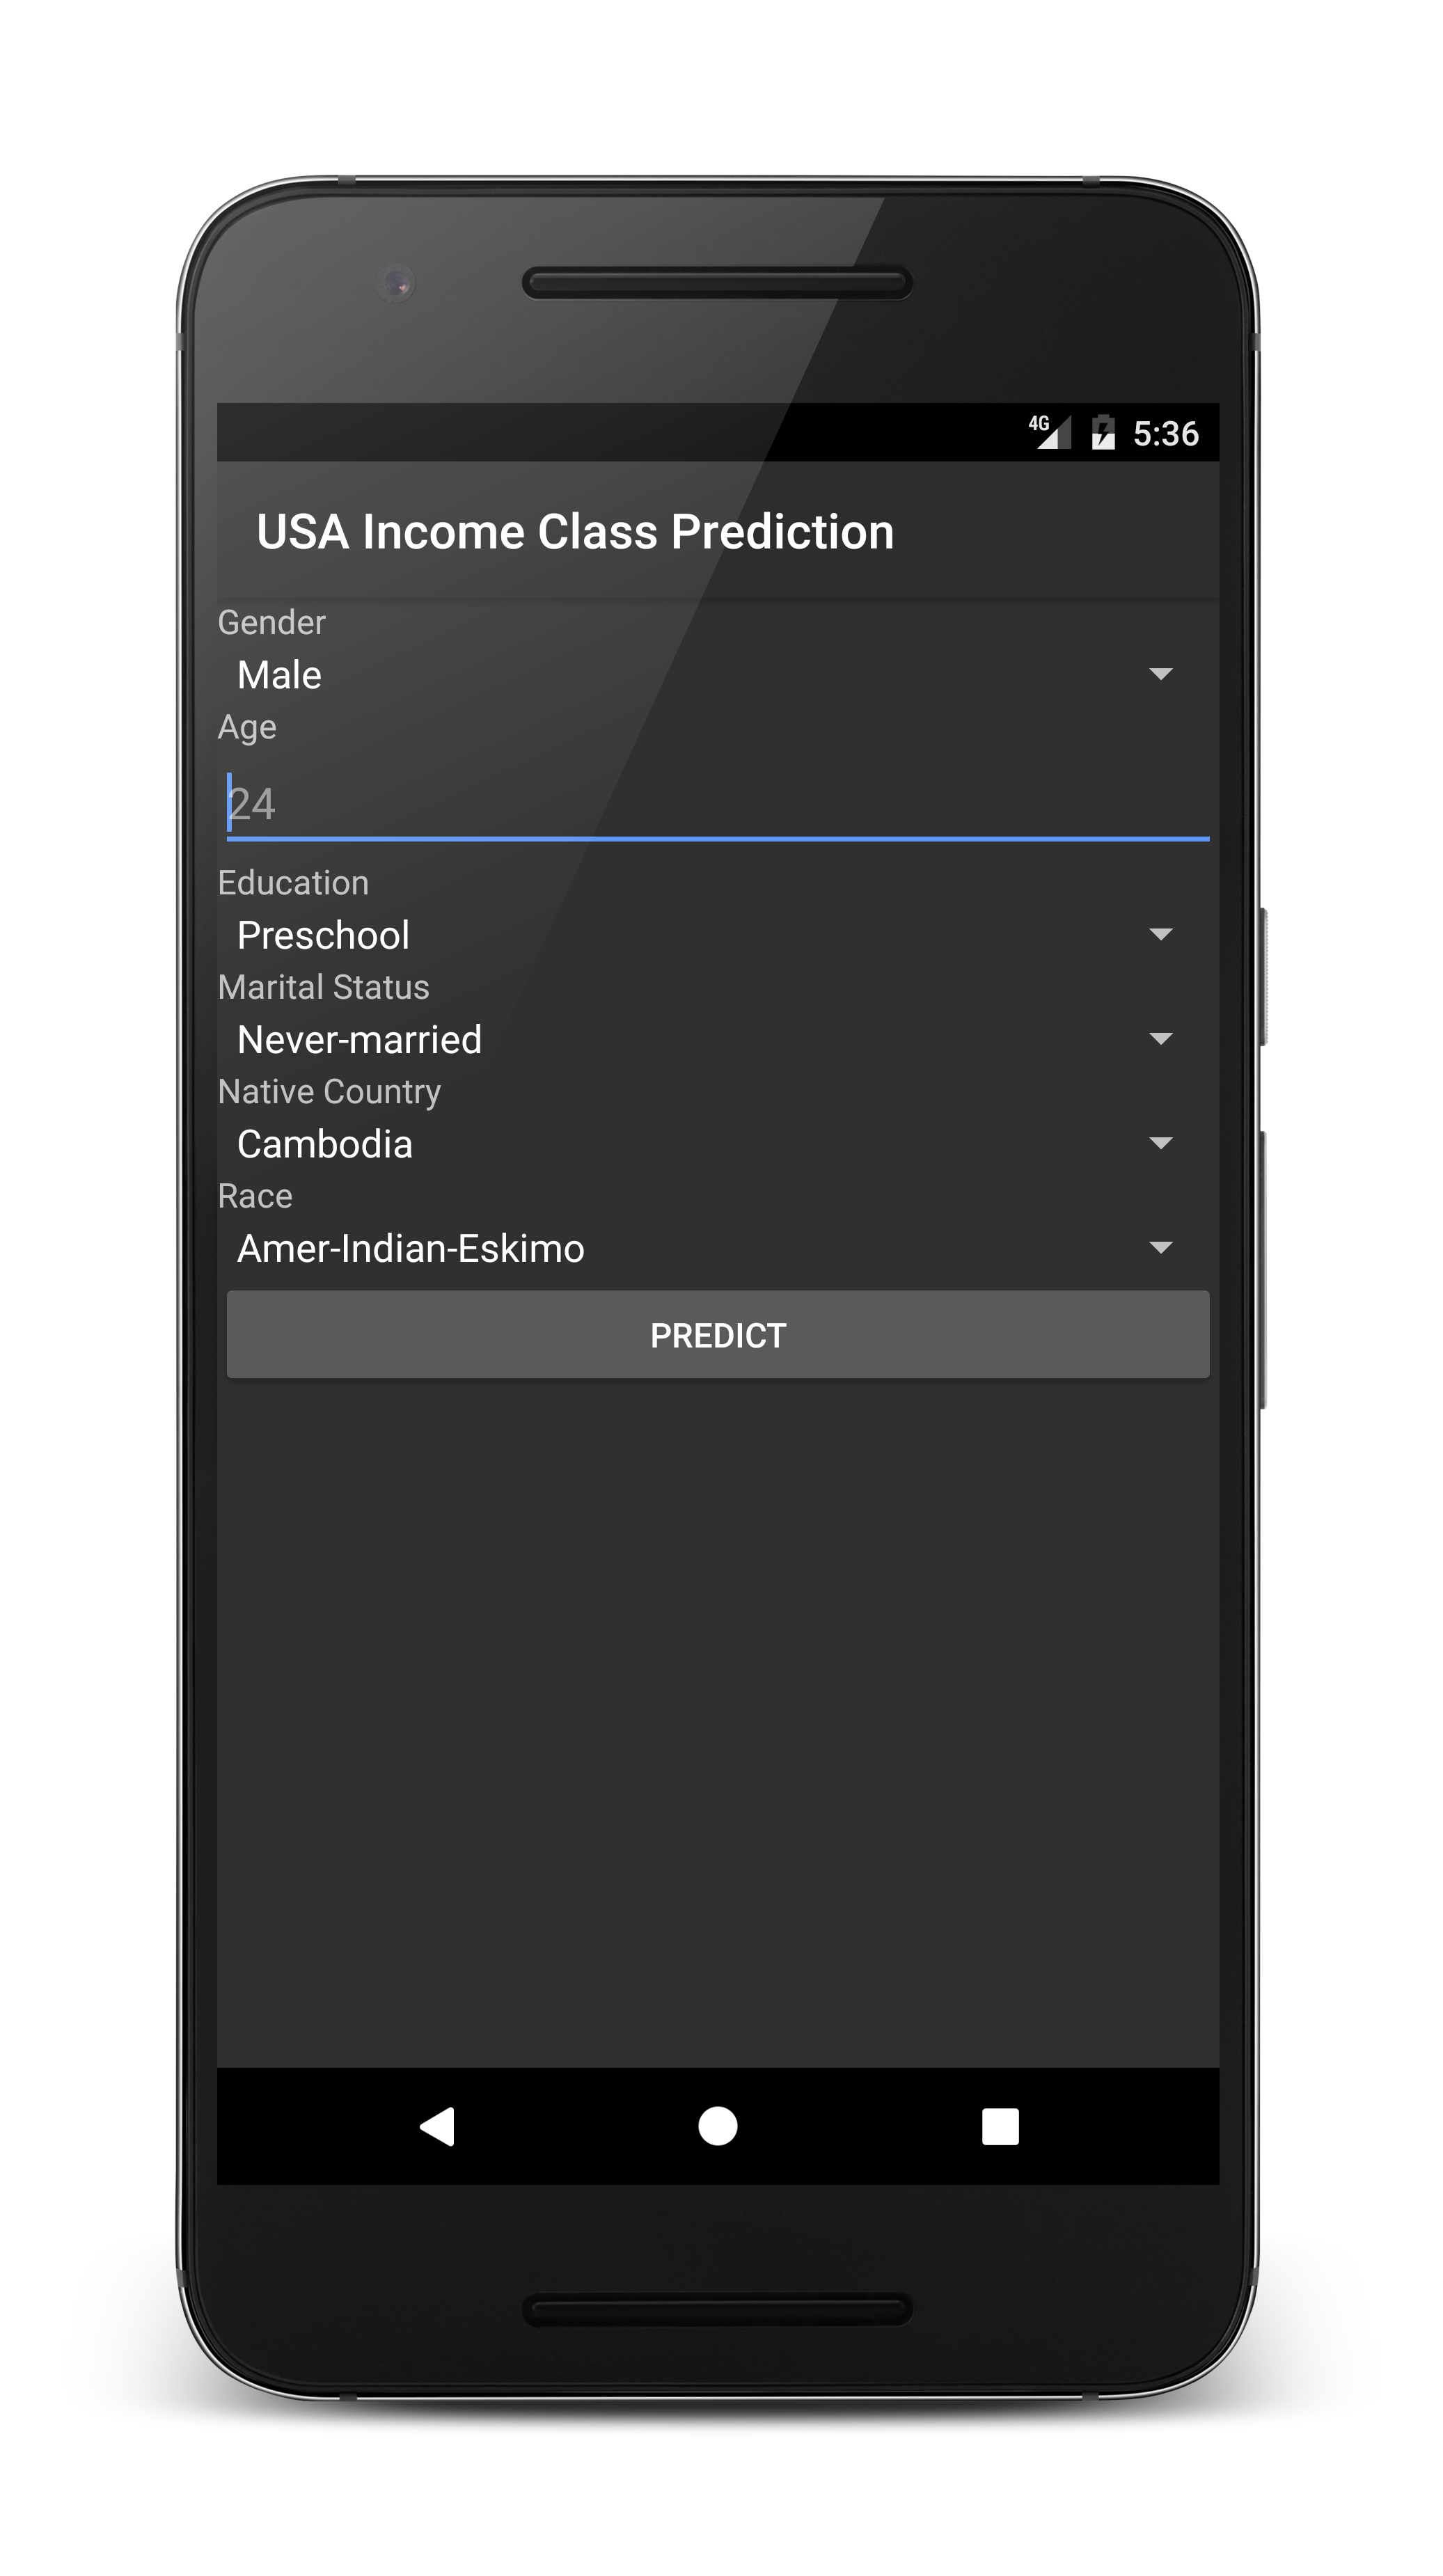 4G 5:36
USA Income Class Prediction
Gender
Male
Age
24
Education
Preschool
Marital Status
Never-married
Native Country
Cambodia
Race
Amer-Indian-Eskimo
PREDICT